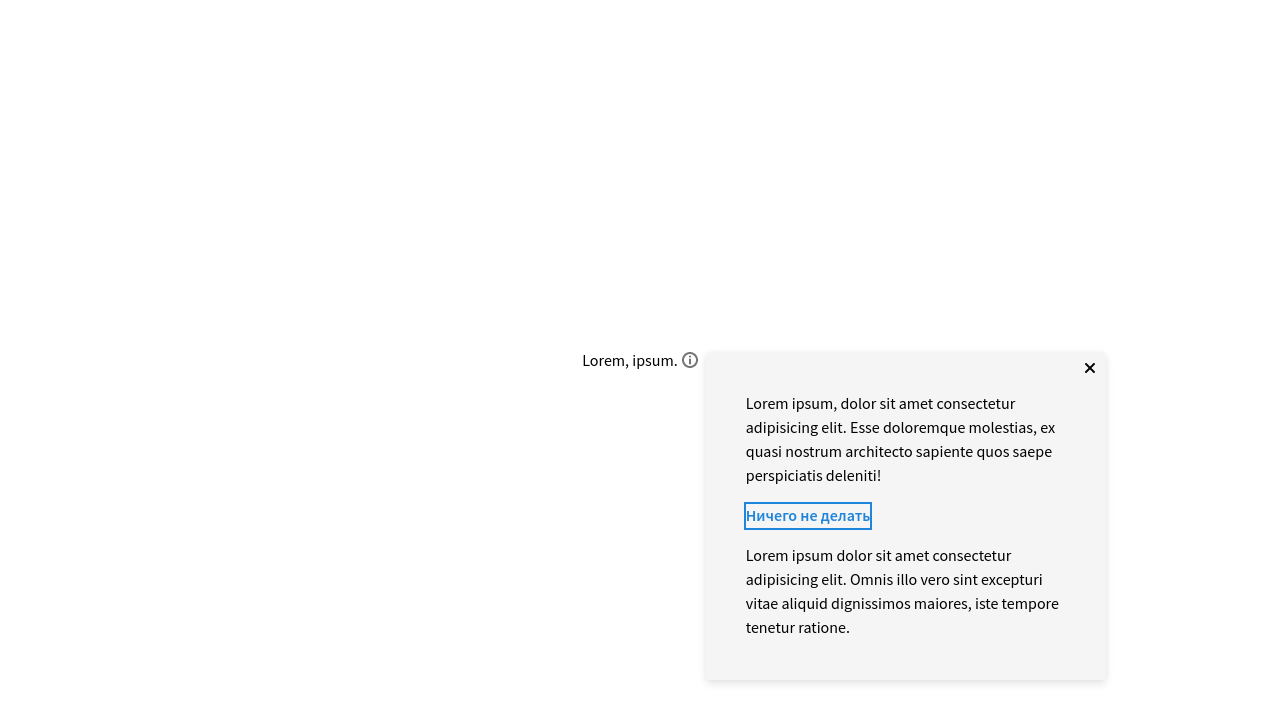 Lorem, ipsum.
Lorem ipsum, dolor sit amet consectetur
adipisicing elit. Esse doloremque molestias, ex
quasi nostrum architecto sapiente quos saepe
perspiciatis deleniti!
Ничего не делать
Lorem ipsum dolor sit amet consectetur
adipisicing elit. Omnis illo vero sint excepturi
vitae aliquid dignissimos maiores, iste tempore
tenetur ratione.